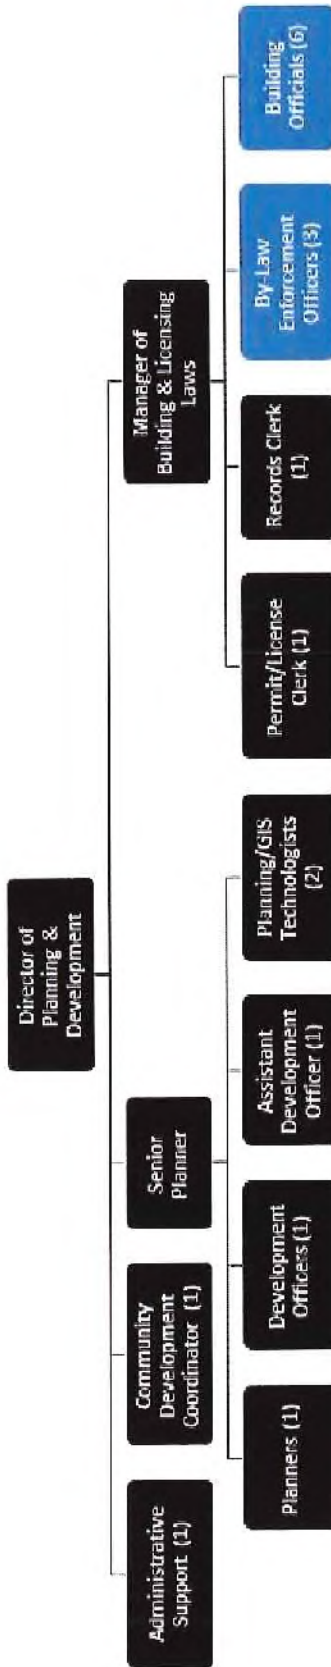 Director of
Planning &
Development
Administrative
Support (1)
Community
Development
Coordinator (1)
Senior
Planner
Manager of
Building & Licensing
Laws
Planners (1)
Development
Officers (1)
Assistant
Development
Officer (1)
Planning/GIS
Technologists
(2)
Permit/License
Clerk (1)
Records Clerk
(1)
By-Law
Enforcement
Officers (3)
Building
Officials (6)